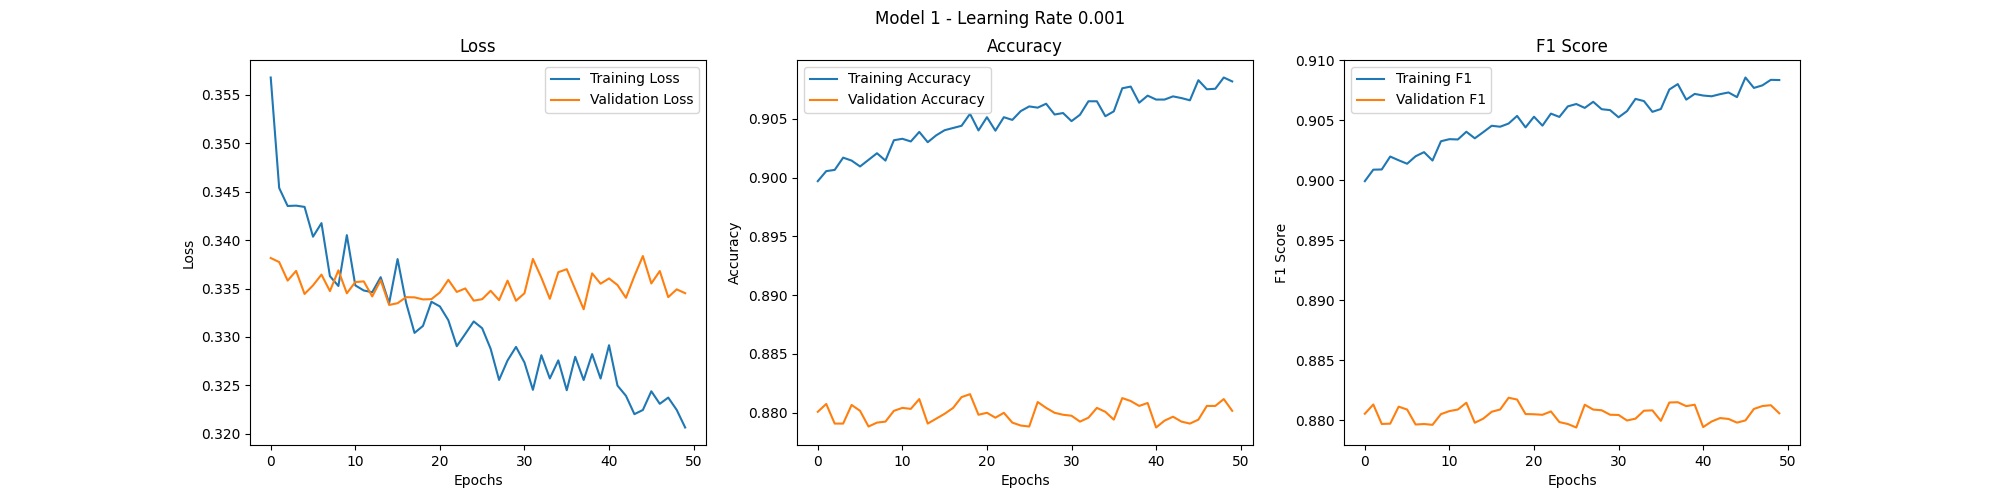 Model 1 - Learning Rate 0.001
Loss
Training Loss
Validation Loss
0.355
0.350
0.345
0.340
0.335
0.330
0.325
0.320
Loss
0 10 20 30 40 50
Epochs
Accuracy
Training Accuracy
Validation Accuracy
0.905
0.900
0.895
0.890
0.885
0.880
Accuracy
0 10 20 30 40 50
Epochs
F1 Score
Training F1
Validation F1
0.910
0.905
0.900
0.895
0.890
0.885
0.880
F1 Score
0 10 20 30 40 50
Epochs